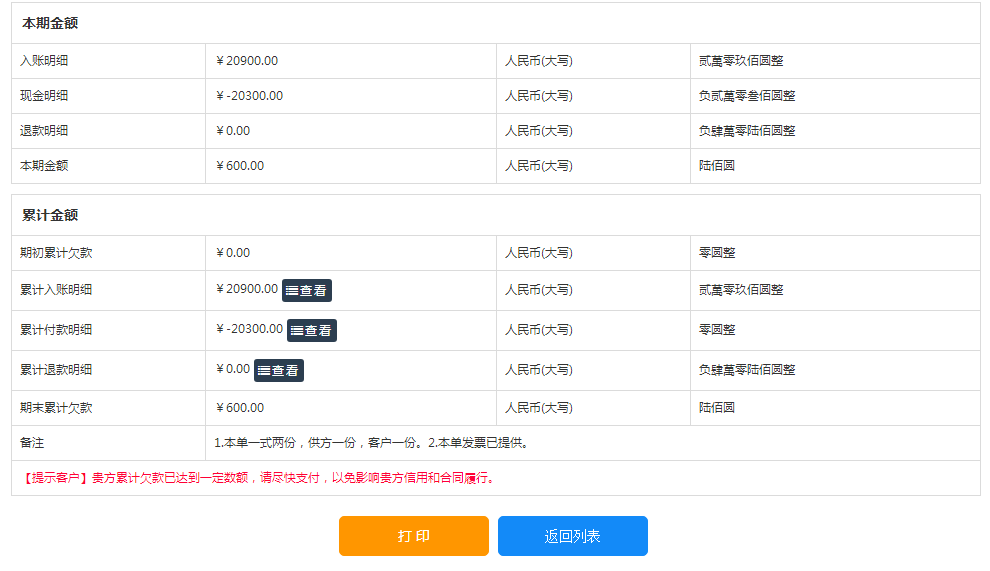 本期金额
入账明细 ￥20900.00 人民币(大写) 贰萬零玖佰圆整
现金明细 ￥-20300.00 人民币(大写) 负贰萬零叁佰圆整
退款明细 ￥0.00 人民币(大写) 负肆萬零陆佰圆整
本期金额 ￥600.00 人民币(大写) 陆佰圆
累计金额
期初累计欠款 ￥0.00 人民币(大写) 零圆整
累计入账明细 ￥20900.00 查看 人民币(大写) 贰萬零玖佰圆整
累计付款明细 ￥-20300.00 查看 人民币(大写) 零圆整
累计退款明细 ￥0.00 查看 人民币(大写) 负肆萬零陆佰圆整
期末累计欠款 ￥600.00 人民币(大写) 陆佰圆
备注 1.本单一式两份，供方一份，客户一份。2.本单发票已提供。
【提示客户】贵方累计欠款已达到一定数额，请尽快支付，以免影响贵方信用和合同履行。
打 印 返回列表